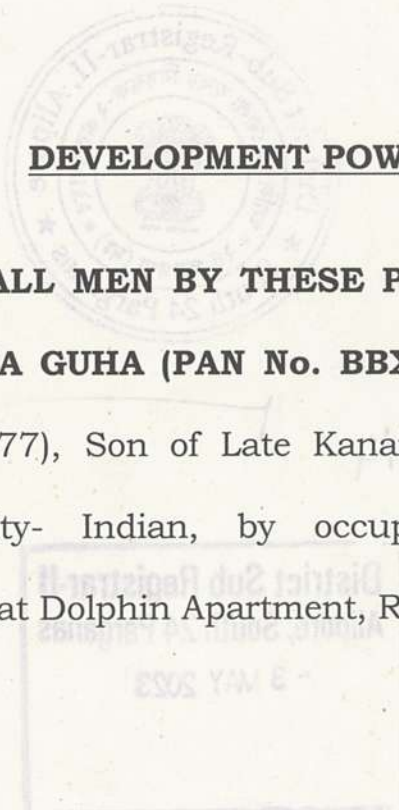 DEVELOPMENT POW
ALL MEN BY THESE P
A GUHA (PAN No. BBX
77), Son of Late Kana
ty- Indian, by occup
at Dolphin Apartment, R
District Sub Registrar-II
Alipore, South 24 Parganas
- 3 MAY 2023